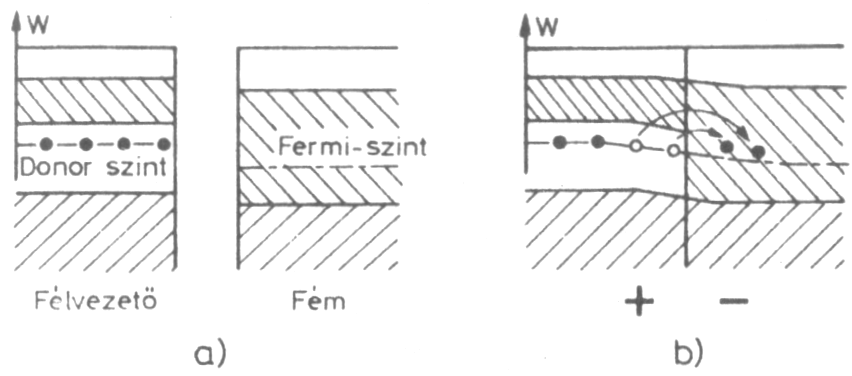 W
Donor szint
Félvezető
Fermi-szint
Fém
a)
W
+ −
b)